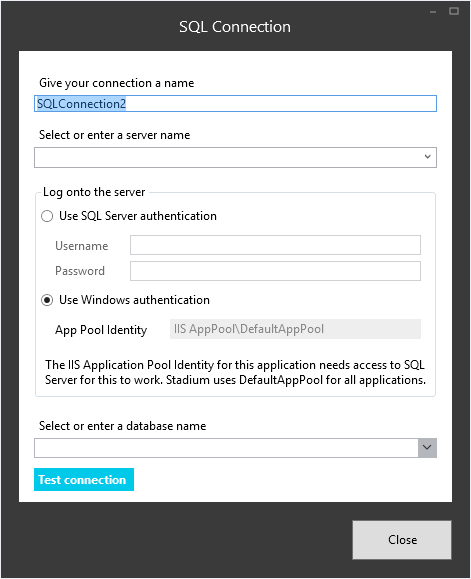 SQL Connection
Give your connection a name
SQLConnection2
Select or enter a server name
Log onto the server
Use SQL Server authentication
Username
Password
Use Windows authentication
App Pool Identity
IIS AppPool\DefaultAppPool
The IIS Application Pool Identity for this application needs access to SQL
Server for this to work. Stadium uses DefaultAppPool for all applications.
Select or enter a database name
Test connection
Close